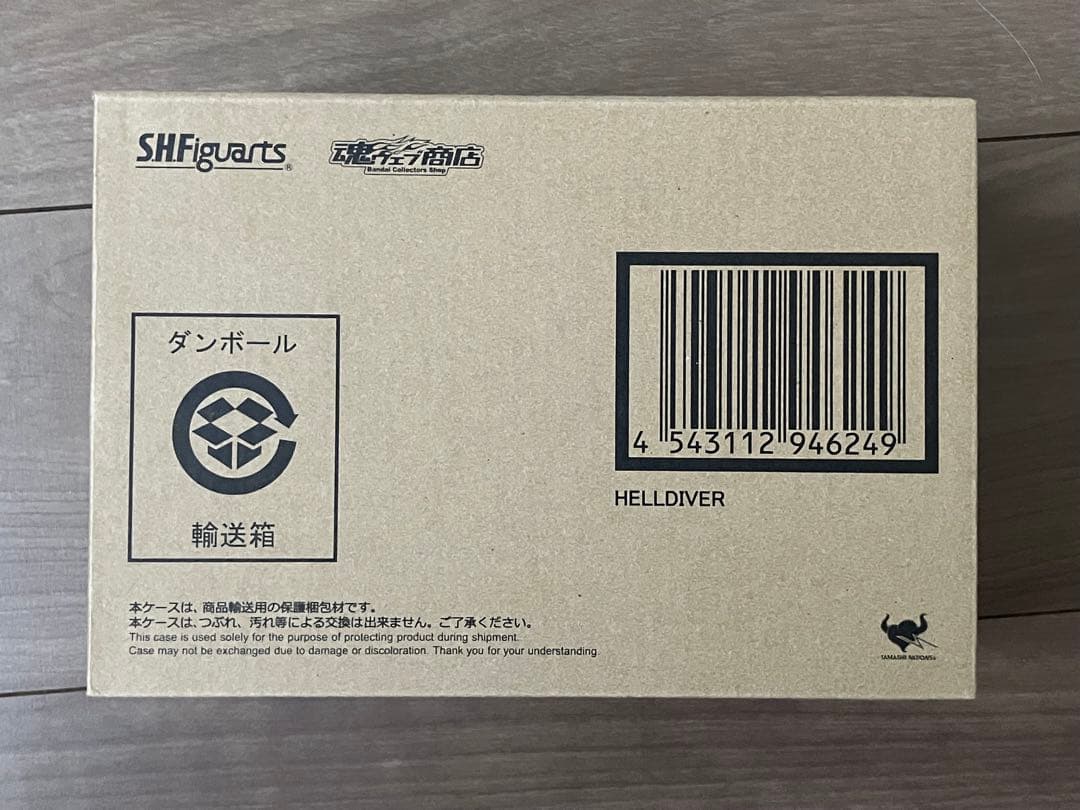 S.H.Figuarts®
魂ウェブ商店
Bandai Collectors Shop
ダンボール
輸送箱
4 543112 946249
HELLDIVER
本ケースは、商品輸送用の保護梱包材です。
本ケースは、つぶれ、汚れ等による交換は出来ません。ご了承ください。
This case is used solely for the purpose of protecting product during shipment.
Case may not be exchanged due to damage or discoloration. Thank you for your understanding.
TAMASHII NATIONS